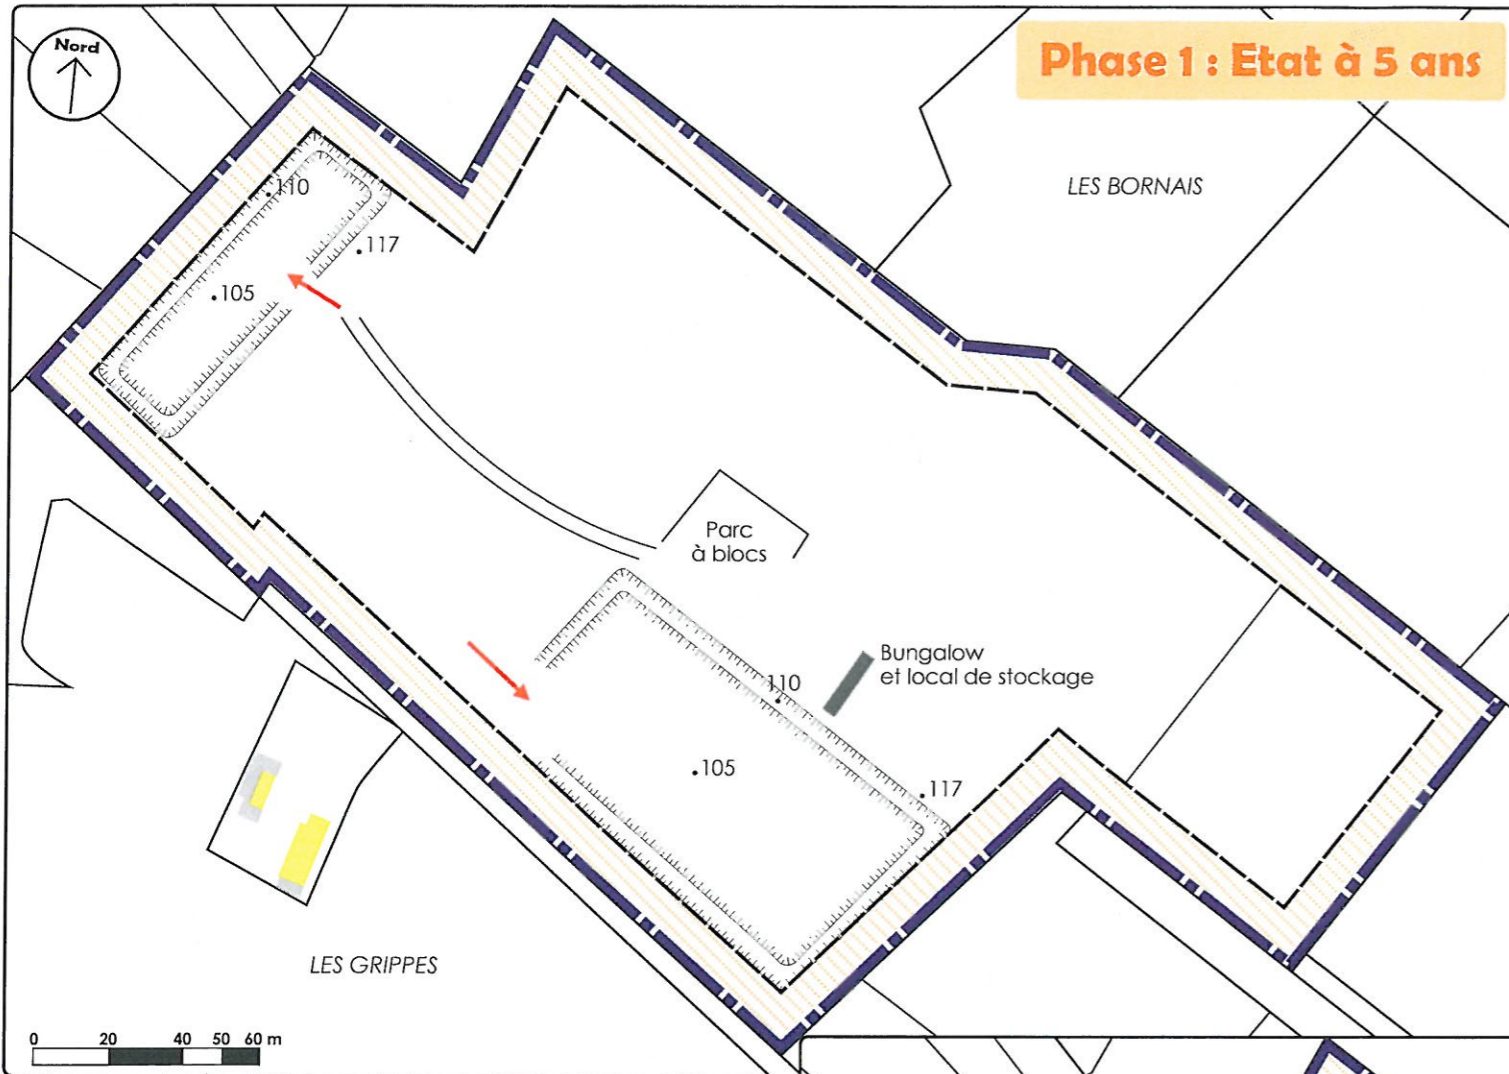 Nord
Phase 1 : Etat à 5 ans
LES BORNAIS
.110
.117
.105
Parc
à blocs
Bungalow
et local de stockage
110
.105
.117
LES GRIPPES
0 20 40 50 60 m